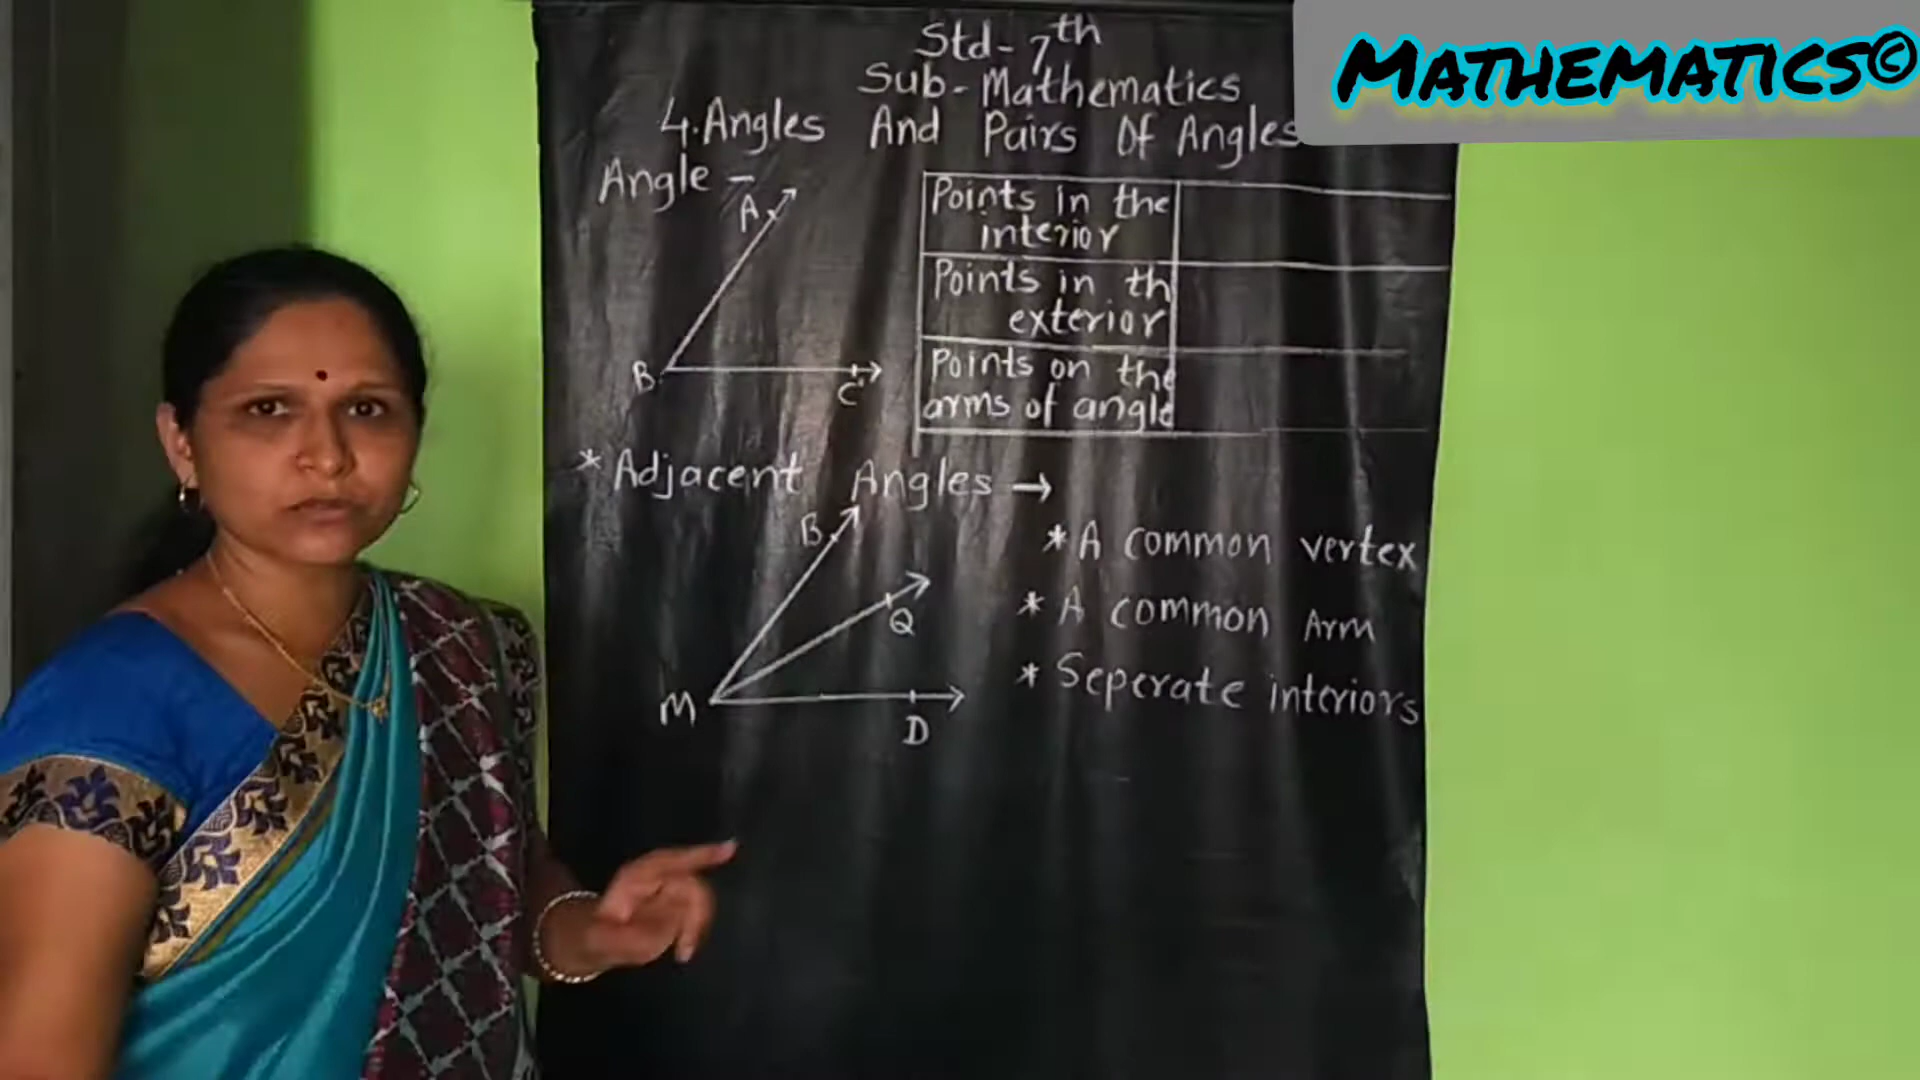 MATHEMATICS©
Std - 7th
Sub - Mathematics
4. Angles And Pairs Of Angles
Angle -
A
B
C
Points in the
interior
Points in th
exterior
Points on the
arms of angle
* Adjacent Angles →
B
Q
M
D
* A common vertex
* A common Arm
* Seperate interiors